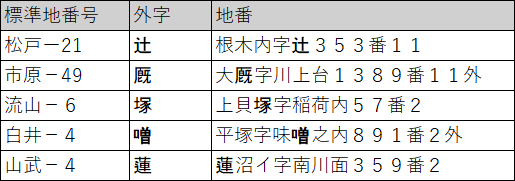 標準地番号 外字 地番
松戸－21 辻 根木内字辻３５３番１１
市原－49 厩 大厩字川上台１３８９番１１外
流山－６ 塚 上貝塚字稲荷内５７番２
白井－４ 噌 平塚字味噌之内８９１番２外
山武－４ 蓮 蓮沼イ字南川面３５９番２